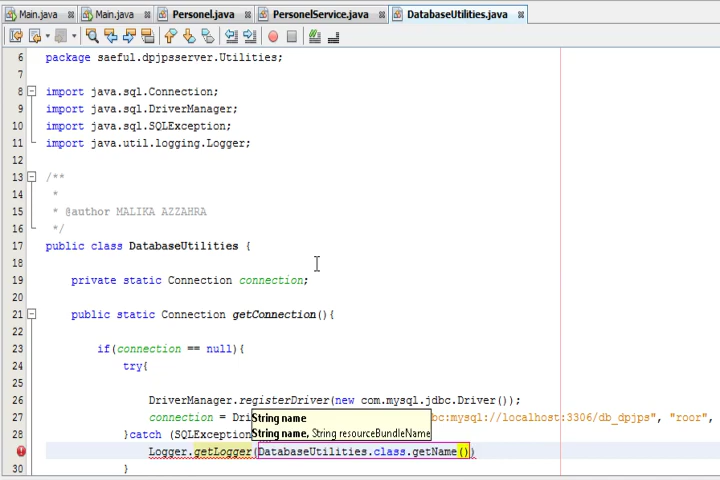 Main.java Main.java Personel.java PersonelService.java DatabaseUtilities.java
6 package saeful.dpjpsserver.Utilities;
7
8 import java.sql.Connection;
9 import java.sql.DriverManager;
10 import java.sql.SQLException;
11 import java.util.logging.Logger;
12
13 /**
14 *
15 * @author MALIKA AZZAHRA
16 */
17 public class DatabaseUtilities {
18
19 private static Connection connection;
20
21 public static Connection getConnection(){
22
23 if(connection == null){
24 try{
25
26 DriverManager.registerDriver(new com.mysql.jdbc.Driver());
27 connection = Dri bc:mysql://localhost:3306/db_dpjps", "roor",
String name
28 }catch (SQLException
String name, String resourceBundleName
Logger.getLogger(DatabaseUtilities.class.getName())
30 }